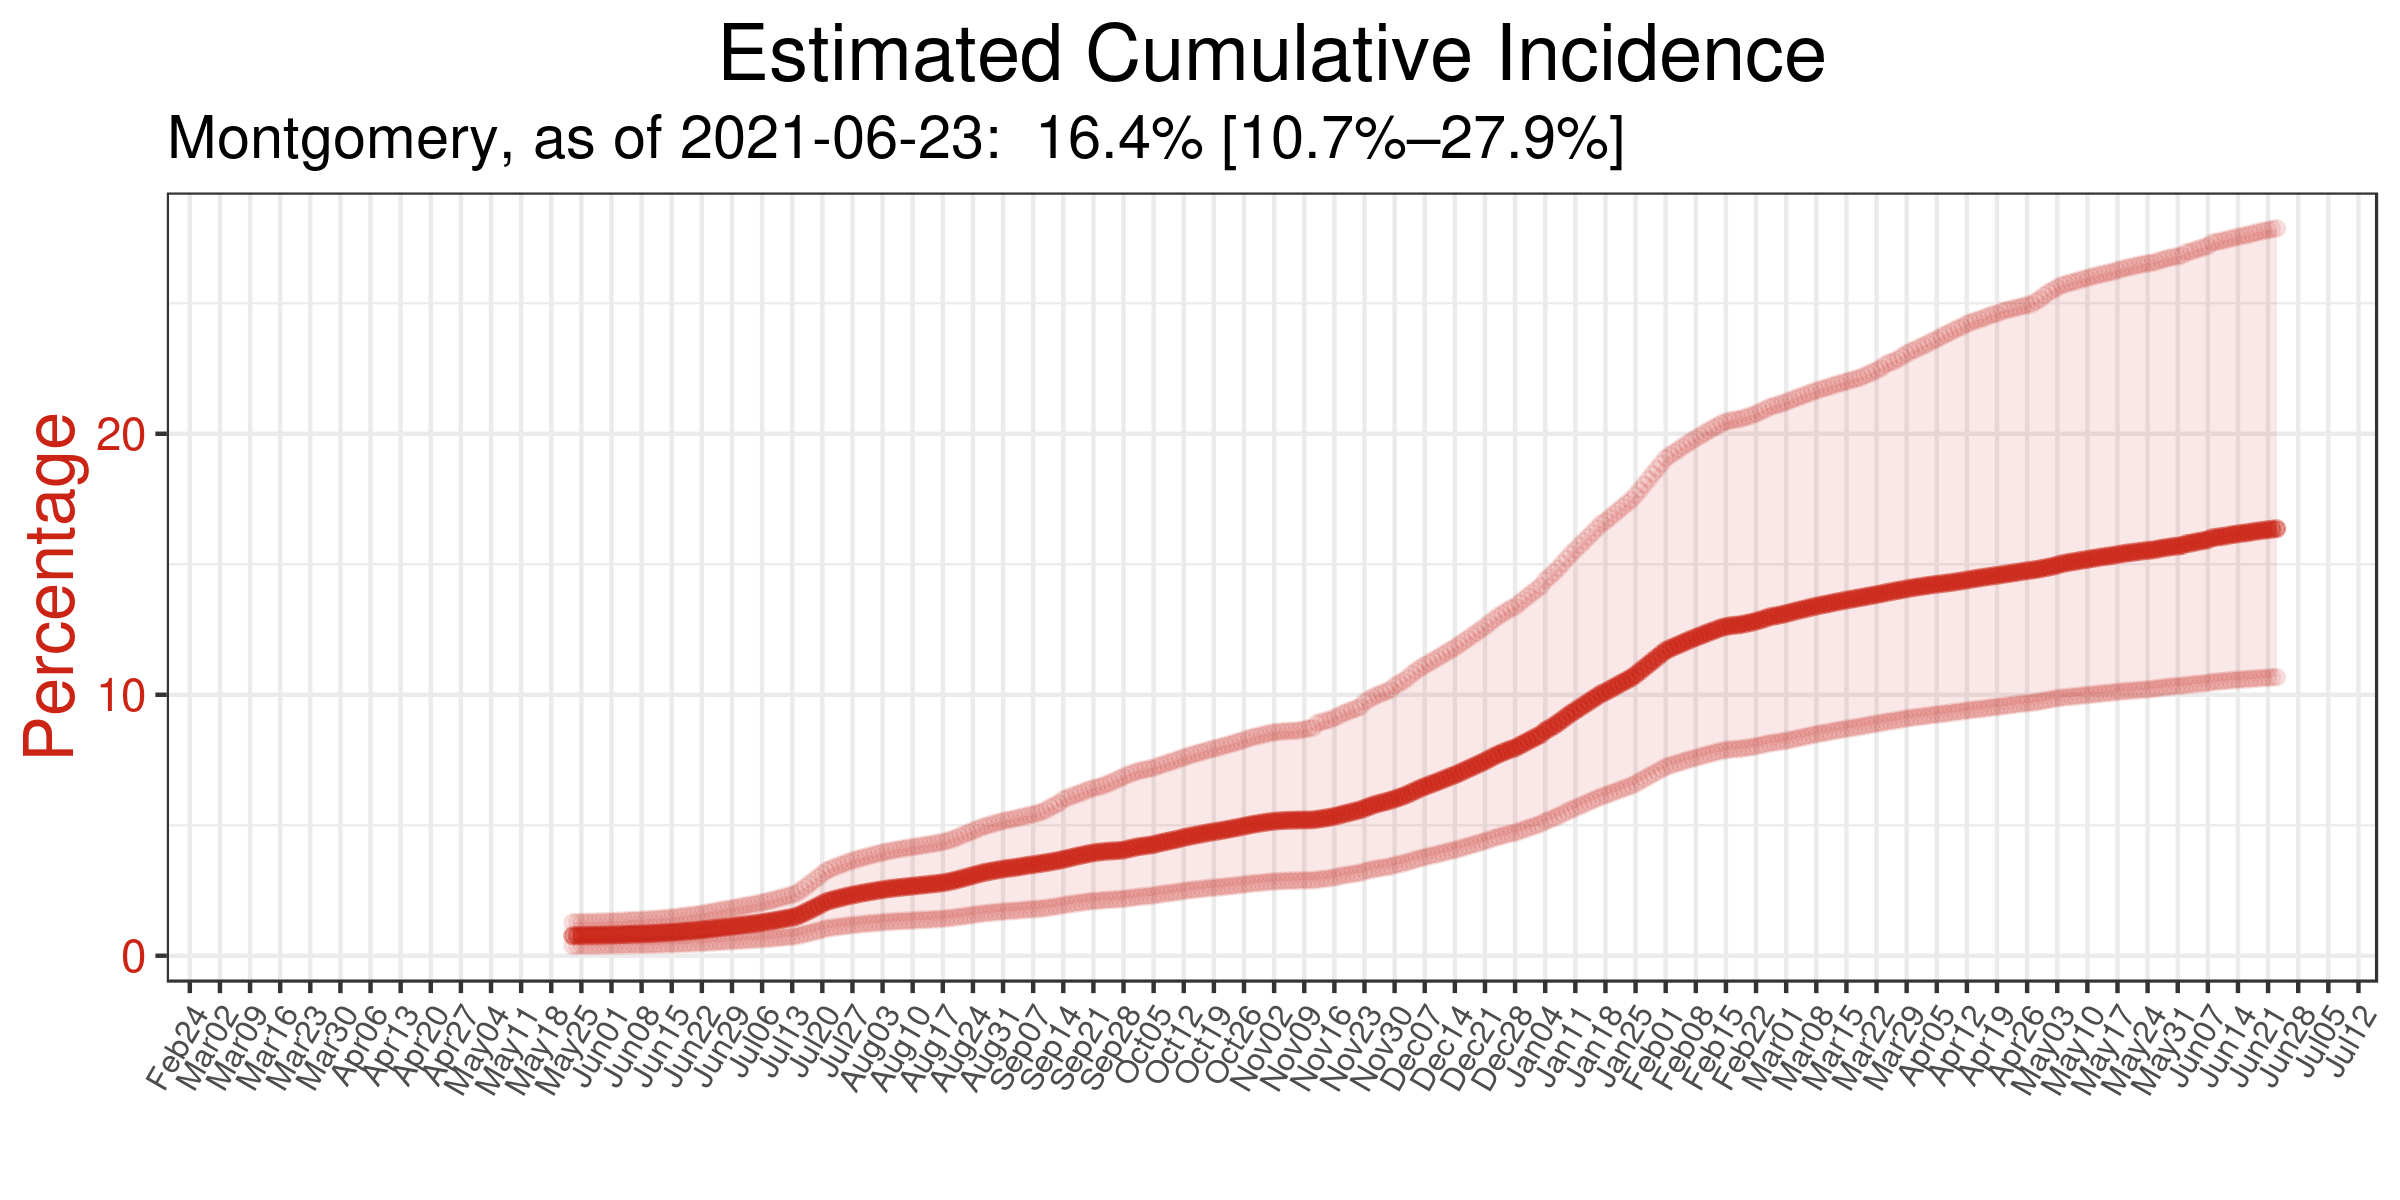 Estimated Cumulative Incidence
Montgomery, as of 2021-06-23:  16.4% [10.7%–27.9%]
Percentage
20
10
0
Feb24
Mar02
Mar09
Mar16
Mar23
Mar30
Apr06
Apr13
Apr20
Apr27
May04
May11
May18
May25
Jun01
Jun08
Jun15
Jun22
Jun29
Jul06
Jul13
Jul20
Jul27
Aug03
Aug10
Aug17
Aug24
Aug31
Sep07
Sep14
Sep21
Sep28
Oct05
Oct12
Oct19
Oct26
Nov02
Nov09
Nov16
Nov23
Nov30
Dec07
Dec14
Dec21
Dec28
Jan04
Jan11
Jan18
Jan25
Feb01
Feb08
Feb15
Feb22
Mar01
Mar08
Mar15
Mar22
Mar29
Apr05
Apr12
Apr19
Apr26
May03
May10
May17
May24
May31
Jun07
Jun14
Jun21
Jun28
Jul05
Jul12